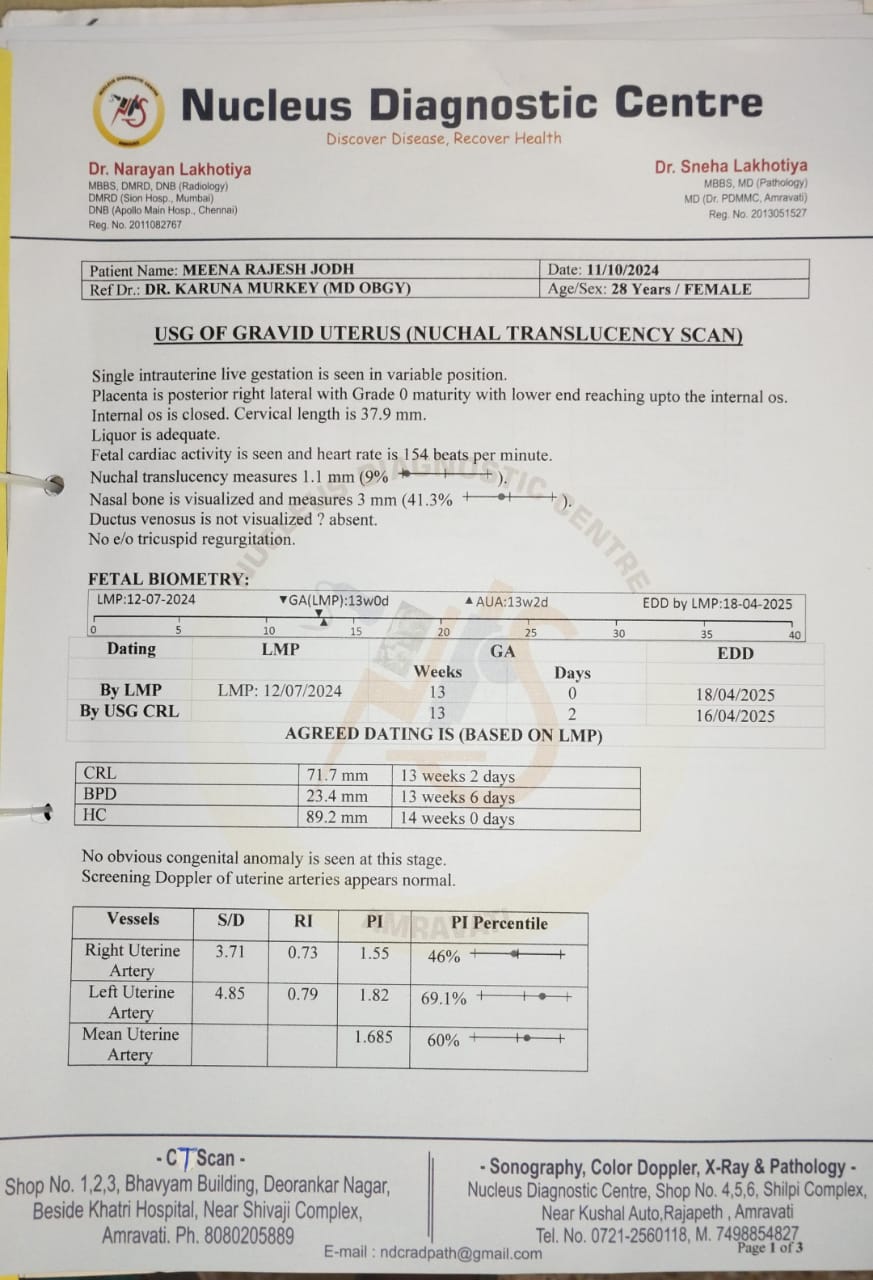 Nucleus Diagnostic Centre
Discover Disease, Recover Health
Dr. Narayan Lakhotiya
MBBS, DMRD, DNB (Radiology)
DMRD (Sion Hosp., Mumbai)
DNB (Apollo Main Hosp., Chennai)
Reg. No. 2011082767
Dr. Sneha Lakhotiya
MBBS, MD (Pathology)
MD (Dr. PDMMC, Amravati)
Reg. No. 2013051527
Patient Name: MEENA RAJESH JODH Date: 11/10/2024
Ref Dr.: DR. KARUNA MURKEY (MD OBGY) Age/Sex: 28 Years / FEMALE
USG OF GRAVID UTERUS (NUCHAL TRANSLUCENCY SCAN)
Single intrauterine live gestation is seen in variable position.
Placenta is posterior right lateral with Grade 0 maturity with lower end reaching upto the internal os.
Internal os is closed. Cervical length is 37.9 mm.
Liquor is adequate.
Fetal cardiac activity is seen and heart rate is 154 beats per minute.
Nuchal translucency measures 1.1 mm (9% ).
Nasal bone is visualized and measures 3 mm (41.3% ).
Ductus venosus is not visualized ? absent.
No e/o tricuspid regurgitation.
NUCLEUS DIAGNOSTIC CENTRE
FETAL BIOMETRY:
LMP:12-07-2024 ▼GA(LMP):13w0d ▲AUA:13w2d EDD by LMP:18-04-2025
0 5 10 15 20 25 30 35 40
Dating LMP GA EDD
Weeks Days
By LMP LMP: 12/07/2024 13 0 18/04/2025
By USG CRL 13 2 16/04/2025
AGREED DATING IS (BASED ON LMP)
CRL 71.7 mm 13 weeks 2 days
BPD 23.4 mm 13 weeks 6 days
HC 89.2 mm 14 weeks 0 days
No obvious congenital anomaly is seen at this stage.
Screening Doppler of uterine arteries appears normal.
AMRAVATI
Vessels S/D RI PI PI Percentile
Right Uterine Artery 3.71 0.73 1.55 46%
Left Uterine Artery 4.85 0.79 1.82 69.1%
Mean Uterine Artery 1.685 60%
- CT Scan -
Shop No. 1,2,3, Bhavyam Building, Deorankar Nagar,
Beside Khatri Hospital, Near Shivaji Complex,
Amravati. Ph. 8080205889
- Sonography, Color Doppler, X-Ray & Pathology -
Nucleus Diagnostic Centre, Shop No. 4,5,6, Shilpi Complex,
Near Kushal Auto,Rajapeth , Amravati
Tel. No. 0721-2560118, M. 7498854827
E-mail : ndcradpath@gmail.com
Page 1 of 3